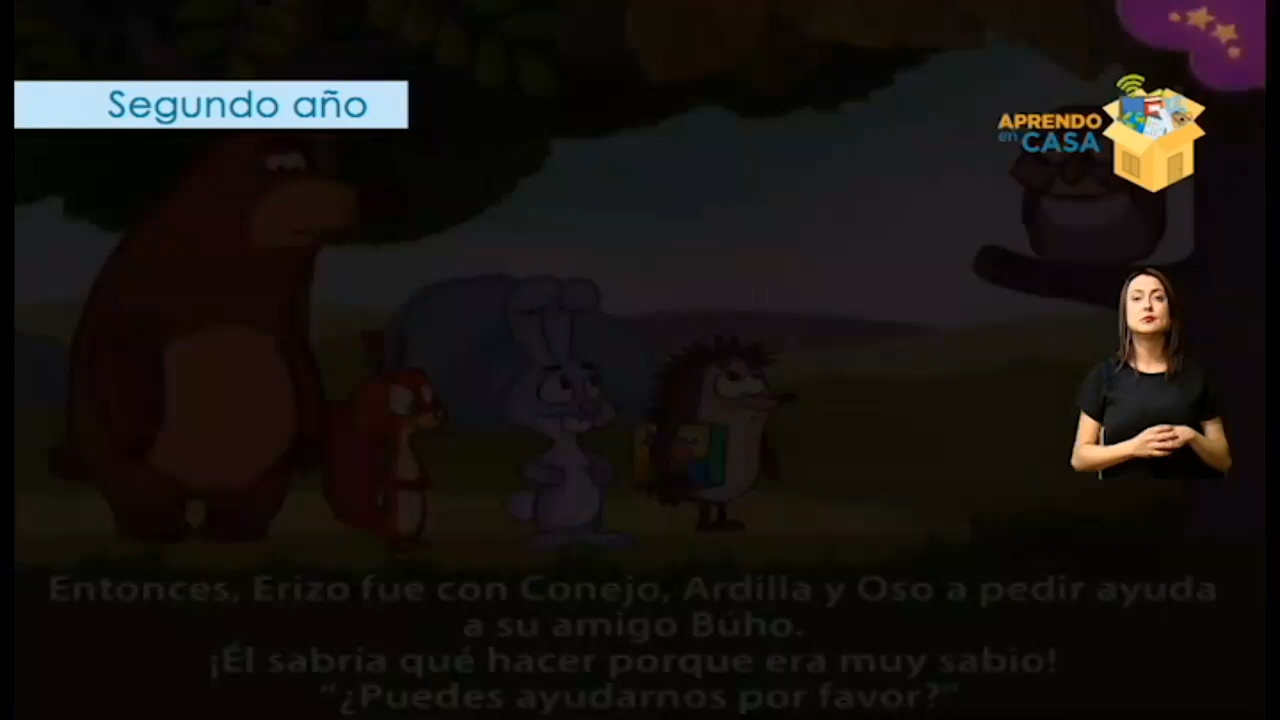 Segundo año
APRENDO
en CASA
Entonces, Erizo fue con Conejo, Ardilla y Oso a pedir ayuda
a su amigo Búho.
¡Él sabría qué hacer porque era muy sabio!
“¿Puedes ayudarnos por favor?”